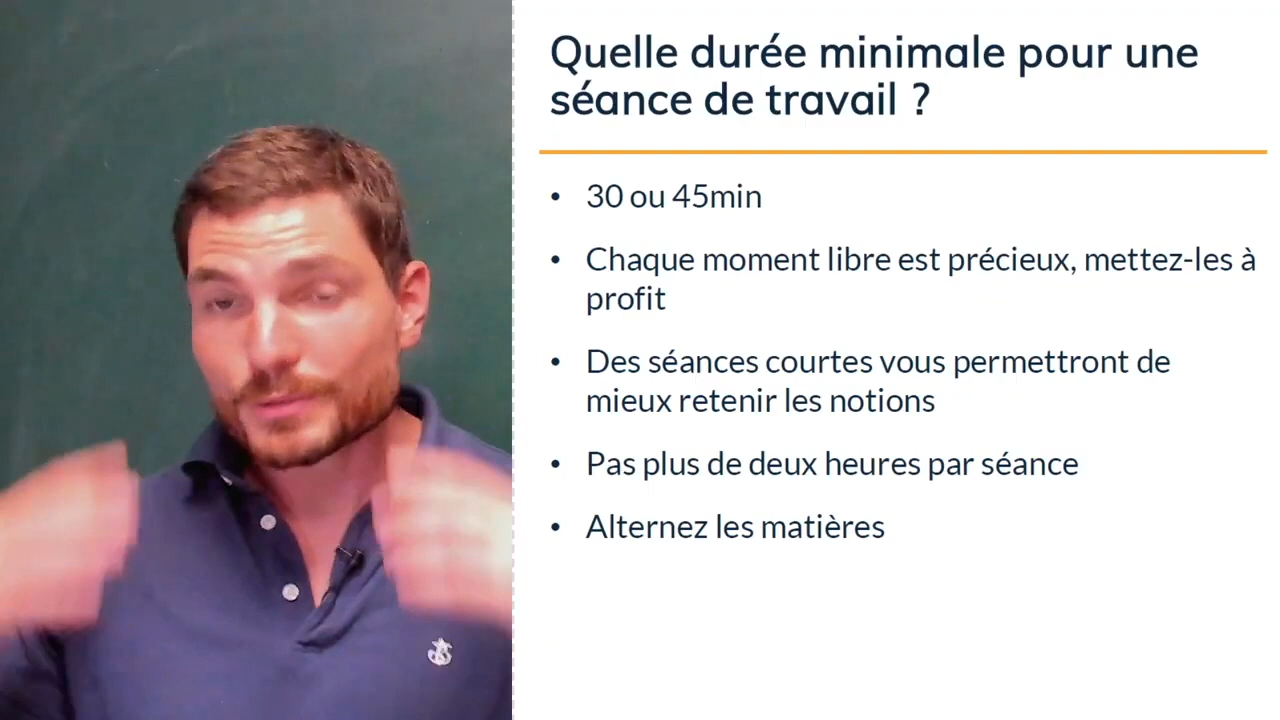 Quelle durée minimale pour une
séance de travail ?
• 30 ou 45min
• Chaque moment libre est précieux, mettez-les à
profit
• Des séances courtes vous permettront de
mieux retenir les notions
• Pas plus de deux heures par séance
• Alternez les matières